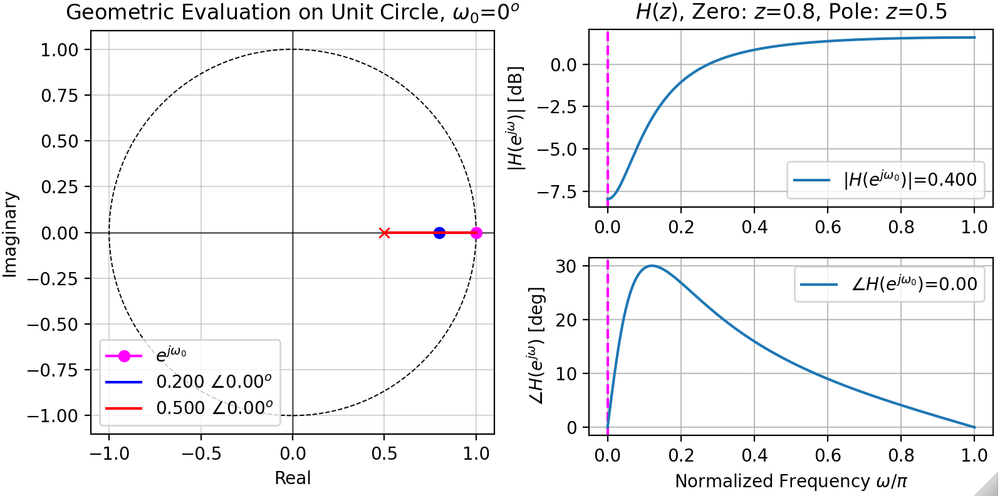 Geometric Evaluation on Unit Circle, ω₀=0ᵒ
1.00
0.75
0.50
0.25
0.00
−0.25
−0.50
−0.75
−1.00
Imaginary
e^{jω₀}
0.200 ∠0.00ᵒ
0.500 ∠0.00ᵒ
−1.0 −0.5 0.0 0.5 1.0
Real
H(z), Zero: z=0.8, Pole: z=0.5
0.0
−2.5
−5.0
−7.5
|H(e^{jω})| [dB]
|H(e^{jω₀})|=0.400
0.0 0.2 0.4 0.6 0.8 1.0
30
20
10
0
∠H(e^{jω}) [deg]
∠H(e^{jω₀})=0.00
0.0 0.2 0.4 0.6 0.8 1.0
Normalized Frequency ω/π